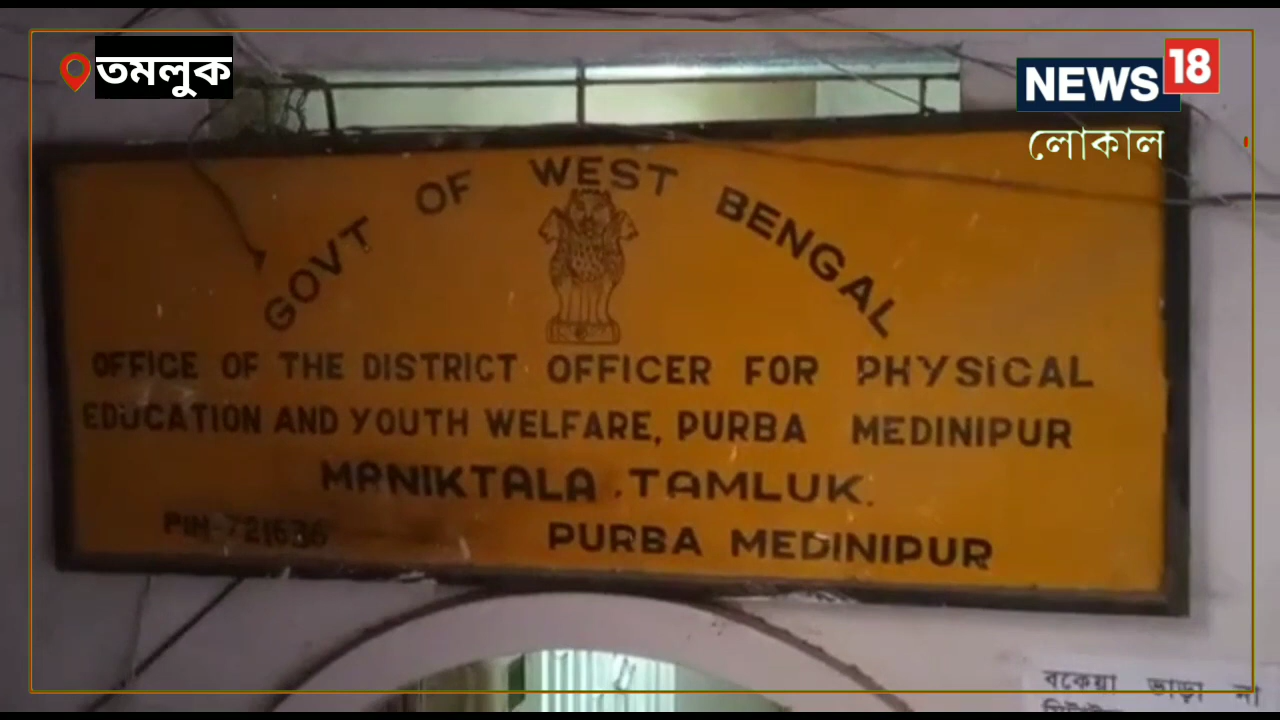 তমলুক
NEWS18
লোকাল
GOVT OF WEST BENGAL
OFFICE OF THE DISTRICT OFFICER FOR PHYSICAL
EDUCATION AND YOUTH WELFARE, PURBA MEDINIPUR
MANIKTALA, TAMLUK.
PIN-721636 PURBA MEDINIPUR
বকেয়া ভাড়া না